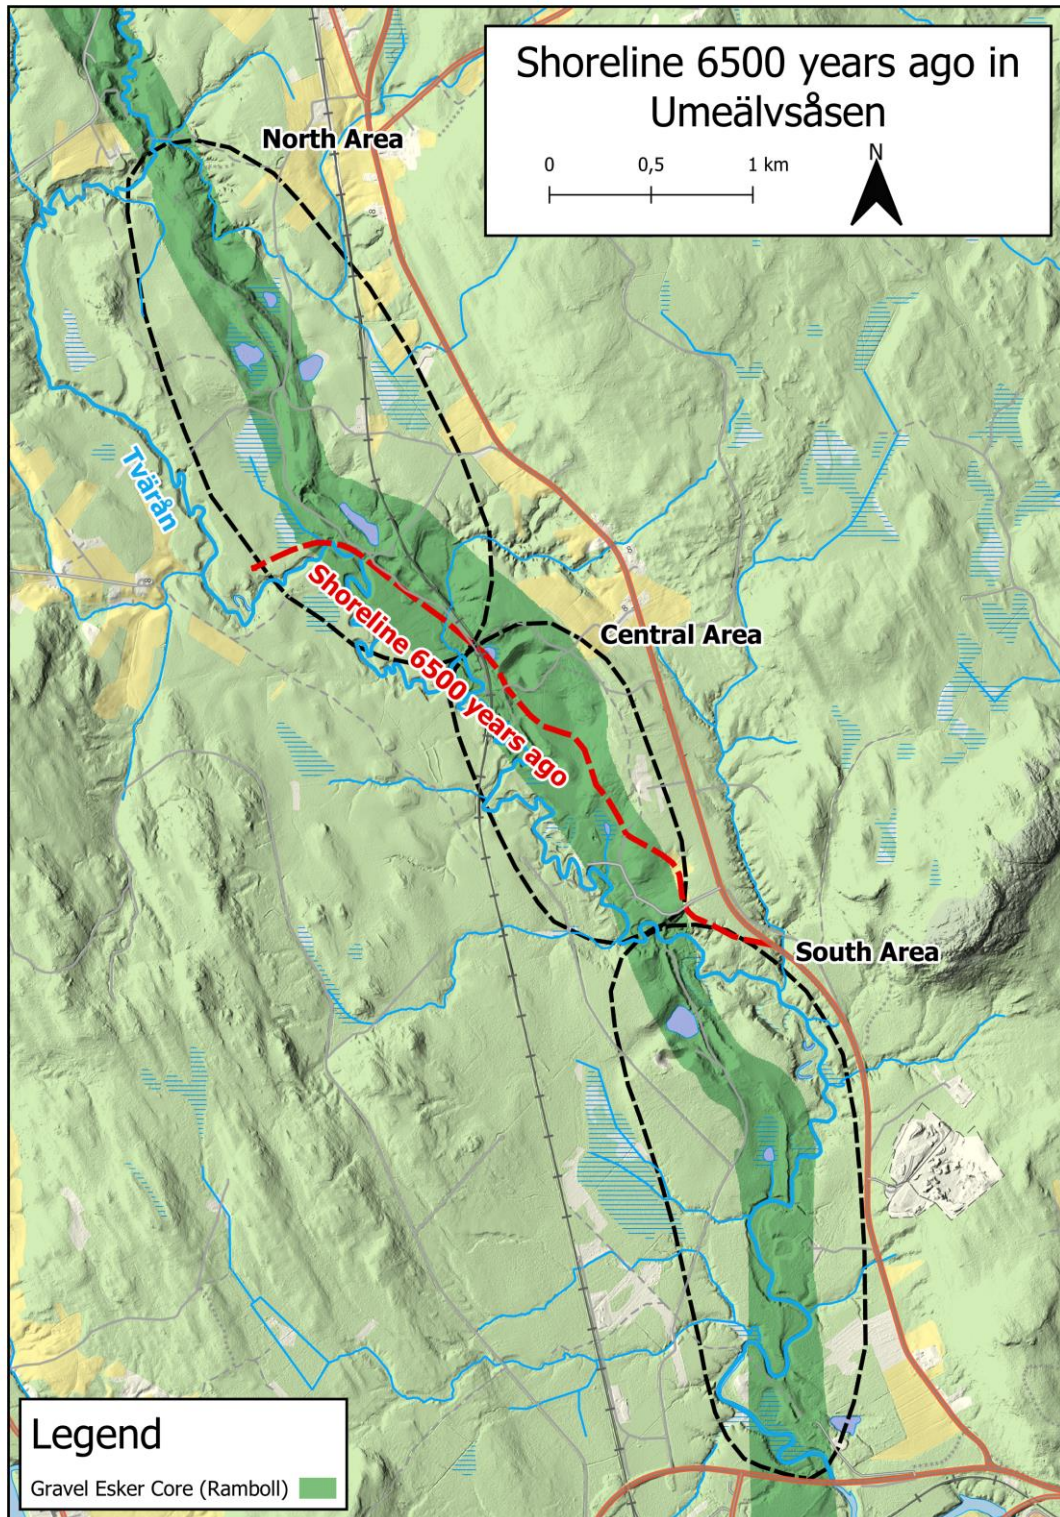 Shoreline 6500 years ago in
Umeälvsåsen
0 0,5 1 km
N
North Area
Tvärån
Shoreline 6500 years ago
Central Area
South Area
Legend
Gravel Esker Core (Ramboll)